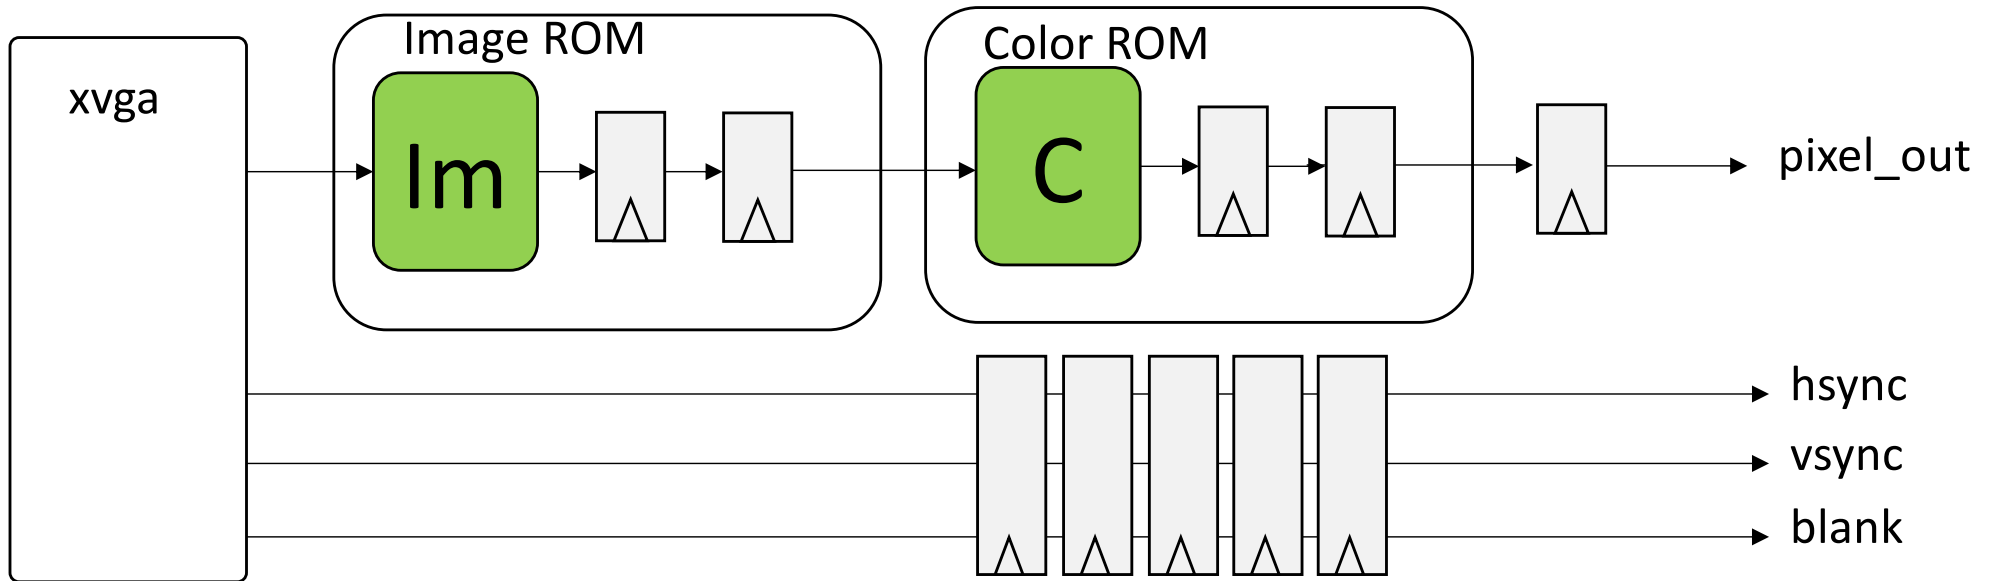 xvga
Image ROM
Im
Color ROM
C
pixel_out
hsync
vsync
blank